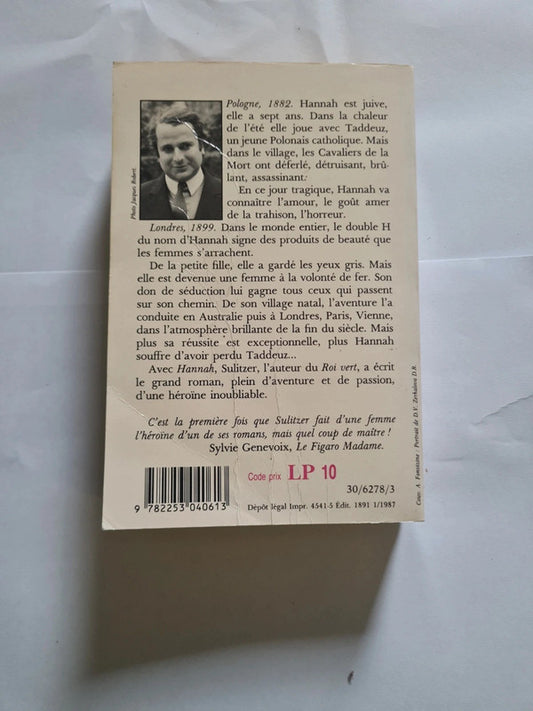 Pologne, 1882. Hannah est juive,
elle a sept ans. Dans la chaleur
de l'été elle joue avec Taddeuz,
un jeune Polonais catholique. Mais
dans le village, les Cavaliers de la
Mort ont déferlé, détruisant, brû-
lant, assassinant.
En ce jour tragique, Hannah va
connaître l'amour, le goût amer
de la trahison, l'horreur.
Photo Jacques Robert.
Londres, 1899. Dans le monde entier, le double H
du nom d'Hannah signe des produits de beauté que
les femmes s'arrachent.
De la petite fille, elle a gardé les yeux gris. Mais
elle est devenue une femme à la volonté de fer. Son
don de séduction lui gagne tous ceux qui passent
sur son chemin. De son village natal, l'aventure l'a
conduite en Australie puis à Londres, Paris, Vienne,
dans l'atmosphère brillante de la fin du siècle. Mais
plus sa réussite est exceptionnelle, plus Hannah
souffre d'avoir perdu Taddeuz...
Avec Hannah, Sulitzer, l'auteur du Roi vert, a écrit
le grand roman, plein d'aventure et de passion,
d'une héroïne inoubliable.
C'est la première fois que Sulitzer fait d'une femme
l'héroïne d'un de ses romans, mais quel coup de maître !
Sylvie Genevoix, Le Figaro Madame.
Code prix LP 10
30/6278/3
9 782253 040613
Dépôt légal Impr. 4541-5 Édit. 1891 1/1987
Portrait de D.V. Zerkalova D.R.